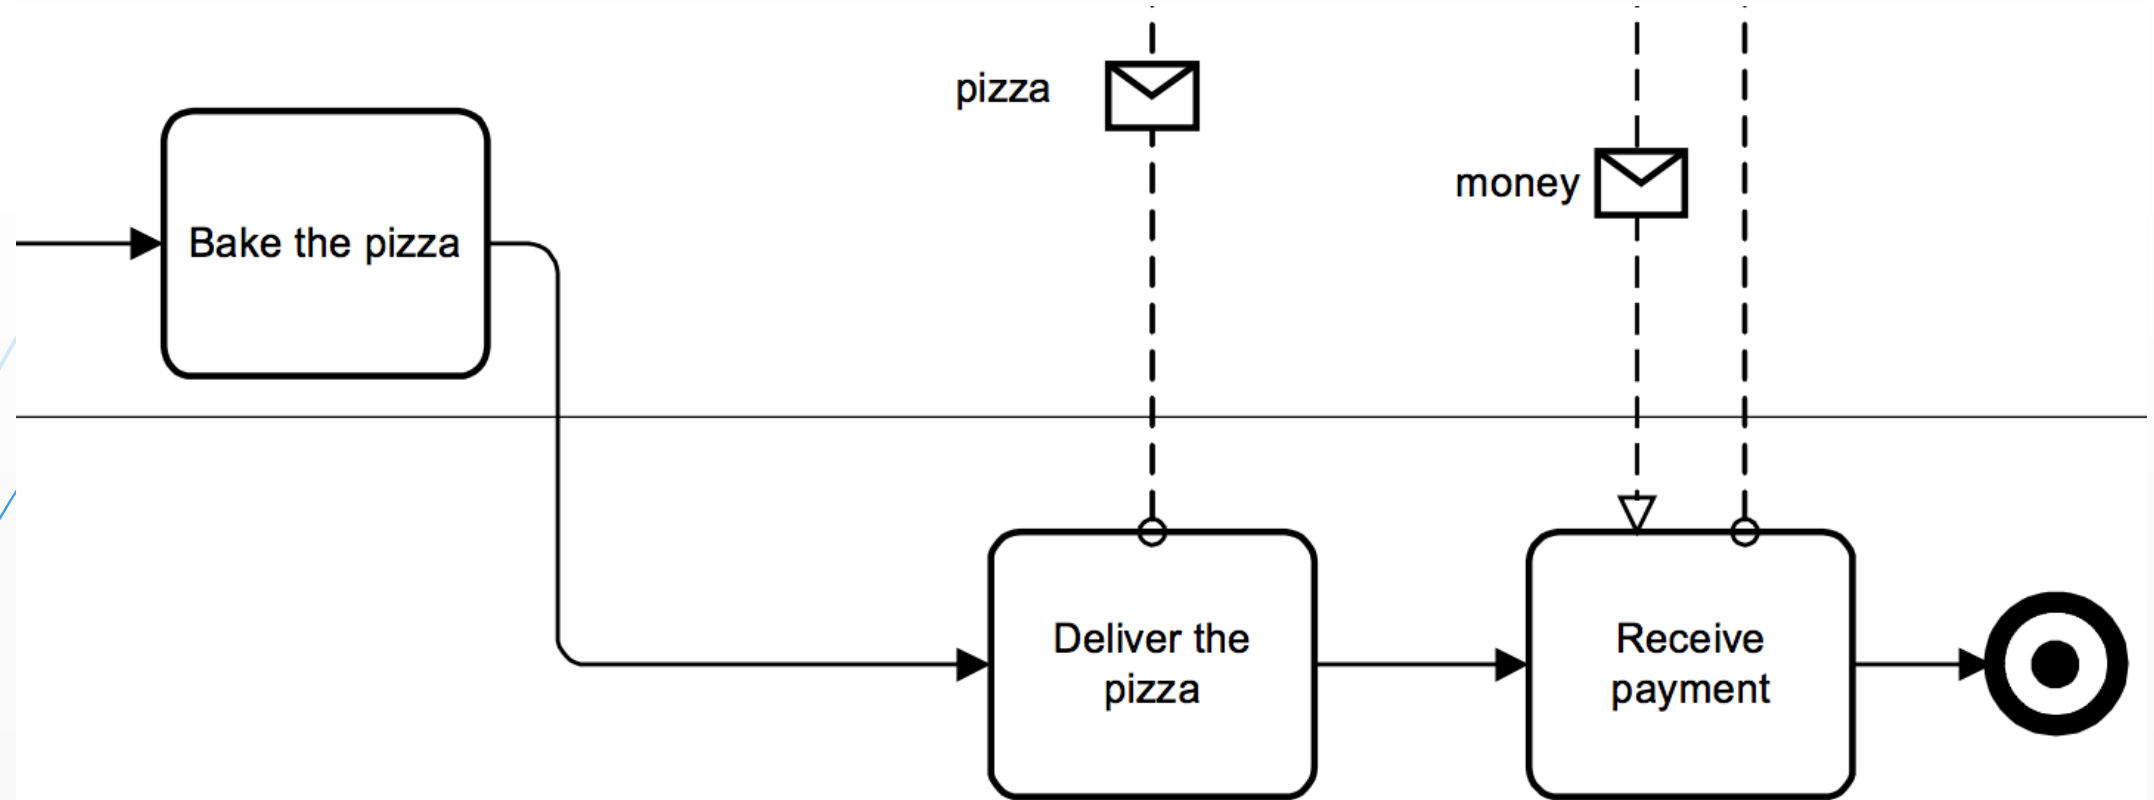 pizza
money
Bake the pizza
Deliver the
pizza
Receive
payment